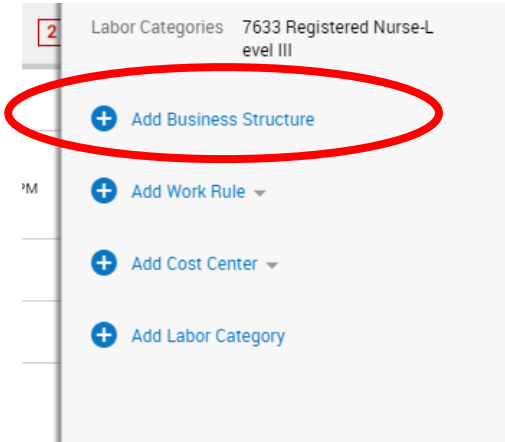 2
Labor Categories 7633 Registered Nurse-L
evel III
Add Business Structure
PM
Add Work Rule
Add Cost Center
Add Labor Category